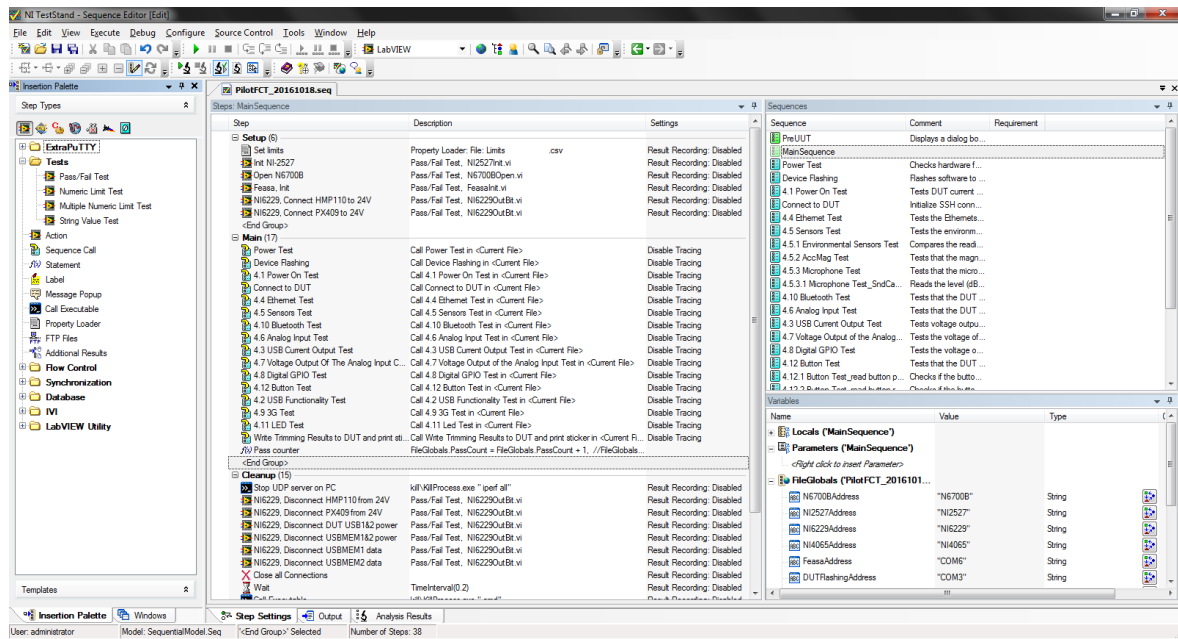 NI TestStand - Sequence Editor [Edit]
File Edit View Execute Debug Configure Source Control Tools Window Help
LabVIEW
Insertion Palette
Step Types
ExtraPuTTY
Tests
Pass/Fail Test
Numeric Limit Test
Multiple Numeric Limit Test
String Value Test
Action
Sequence Call
Statement
Label
Message Popup
Call Executable
Property Loader
FTP Files
Additional Results
Flow Control
Synchronization
Database
IVI
LabVIEW Utility
Templates
Insertion Palette Windows
PilotFCT_20161018.seq
Steps: MainSequence
Step Description Settings
Setup (6)
Set limits Property Loader: File: Limits .csv Result Recording: Disabled
Init NI-2527 Pass/Fail Test, NI2527Init.vi Result Recording: Disabled
Open N6700B Pass/Fail Test, N6700BOpen.vi Result Recording: Disabled
Feasa, Init Pass/Fail Test, FeasaInit.vi Result Recording: Disabled
NI6229, Connect HMP110 to 24V Pass/Fail Test, NI6229OutBit.vi Result Recording: Disabled
NI6229, Connect PX409 to 24V Pass/Fail Test, NI6229OutBit.vi Result Recording: Disabled
<End Group>
Main (17)
Power Test Call Power Test in <Current File> Disable Tracing
Device Flashing Call Device Flashing in <Current File> Disable Tracing
4.1 Power On Test Call 4.1 Power On Test in <Current File> Disable Tracing
Connect to DUT Call Connect to DUT in <Current File> Disable Tracing
4.4 Ethernet Test Call 4.4 Ethernet Test in <Current File> Disable Tracing
4.5 Sensors Test Call 4.5 Sensors Test in <Current File> Disable Tracing
4.10 Bluetooth Test Call 4.10 Bluetooth Test in <Current File> Disable Tracing
4.6 Analog Input Test Call 4.6 Analog Input Test in <Current File> Disable Tracing
4.3 USB Current Output Test Call 4.3 USB Current Output Test in <Current File> Disable Tracing
4.7 Voltage Output Of The Analog Input C... Call 4.7 Voltage Output of the Analog Input Test in <Current File> Disable Tracing
4.8 Digital GPIO Test Call 4.8 Digital GPIO Test in <Current File> Disable Tracing
4.12 Button Test Call 4.12 Button Test in <Current File> Disable Tracing
4.2 USB Functionality Test Call 4.2 USB Functionality Test in <Current File> Disable Tracing
4.9 3G Test Call 4.9 3G Test in <Current File> Disable Tracing
4.11 LED Test Call 4.11 Led Test in <Current File> Disable Tracing
Write Trimming Results to DUT and print sti... Call Write Trimming Results to DUT and print sticker in <Current Fi... Disable Tracing
f(x) Pass counter FileGlobals.PassCount = FileGlobals.PassCount + 1, //FileGlobals...
<End Group>
Cleanup (15)
Stop UDP server on PC kill\KillProcess.exe " iperf all" Result Recording: Disabled
NI6229, Disconnect HMP110 from 24V Pass/Fail Test, NI6229OutBit.vi Result Recording: Disabled
NI6229, Disconnect PX409 from 24V Pass/Fail Test, NI6229OutBit.vi Result Recording: Disabled
NI6229, Disconnect DUT USB1&2 power Pass/Fail Test, NI6229OutBit.vi Result Recording: Disabled
NI6229, Disconnect USBMEM1&2 power Pass/Fail Test, NI6229OutBit.vi Result Recording: Disabled
NI6229, Disconnect USBMEM1 data Pass/Fail Test, NI6229OutBit.vi Result Recording: Disabled
NI6229, Disconnect USBMEM2 data Pass/Fail Test, NI6229OutBit.vi Result Recording: Disabled
Close all Connections Result Recording: Disabled
Wait TimeInterval(0.2) Result Recording: Disabled
Step Settings Output Analysis Results
Sequences
Sequence Comment Requirement
PreUUT Displays a dialog bo...
MainSequence
Power Test Checks hardware f...
Device Flashing Flashes software to ...
4.1 Power On Test Tests DUT current ...
Connect to DUT Initialize SSH conn...
4.4 Ethernet Test Tests the Ethernets...
4.5 Sensors Test Tests the environm...
4.5.1 Environmental Sensors Test Compares the readi...
4.5.2 AccMag Test Tests that the magn...
4.5.3 Microphone Test Tests that the micro...
4.5.3.1 Microphone Test_SndCa... Reads the level (dB...
4.10 Bluetooth Test Tests that the DUT ...
4.6 Analog Input Test Tests that the DUT ...
4.3 USB Current Output Test Tests voltage outpu...
4.7 Voltage Output of the Analog... Tests the voltage of...
4.8 Digital GPIO Test Tests the voltage o...
4.12 Button Test Tests that the DUT ...
4.12.1 Button Test_read button p... Checks if the butto...
Variables
Name Value Type
Locals ('MainSequence')
Parameters ('MainSequence')
<Right click to insert Parameter>
FileGlobals ('PilotFCT_2016101...
N6700BAddress "N6700B" String
NI2527Address "NI2527" String
NI6229Address "NI6229" String
NI4065Address "NI4065" String
FeasaAddress "COM6" String
DUTFlashingAddress "COM3" String
User: administrator Model: SequentialModel.Seq '<End Group>' Selected Number of Steps: 38